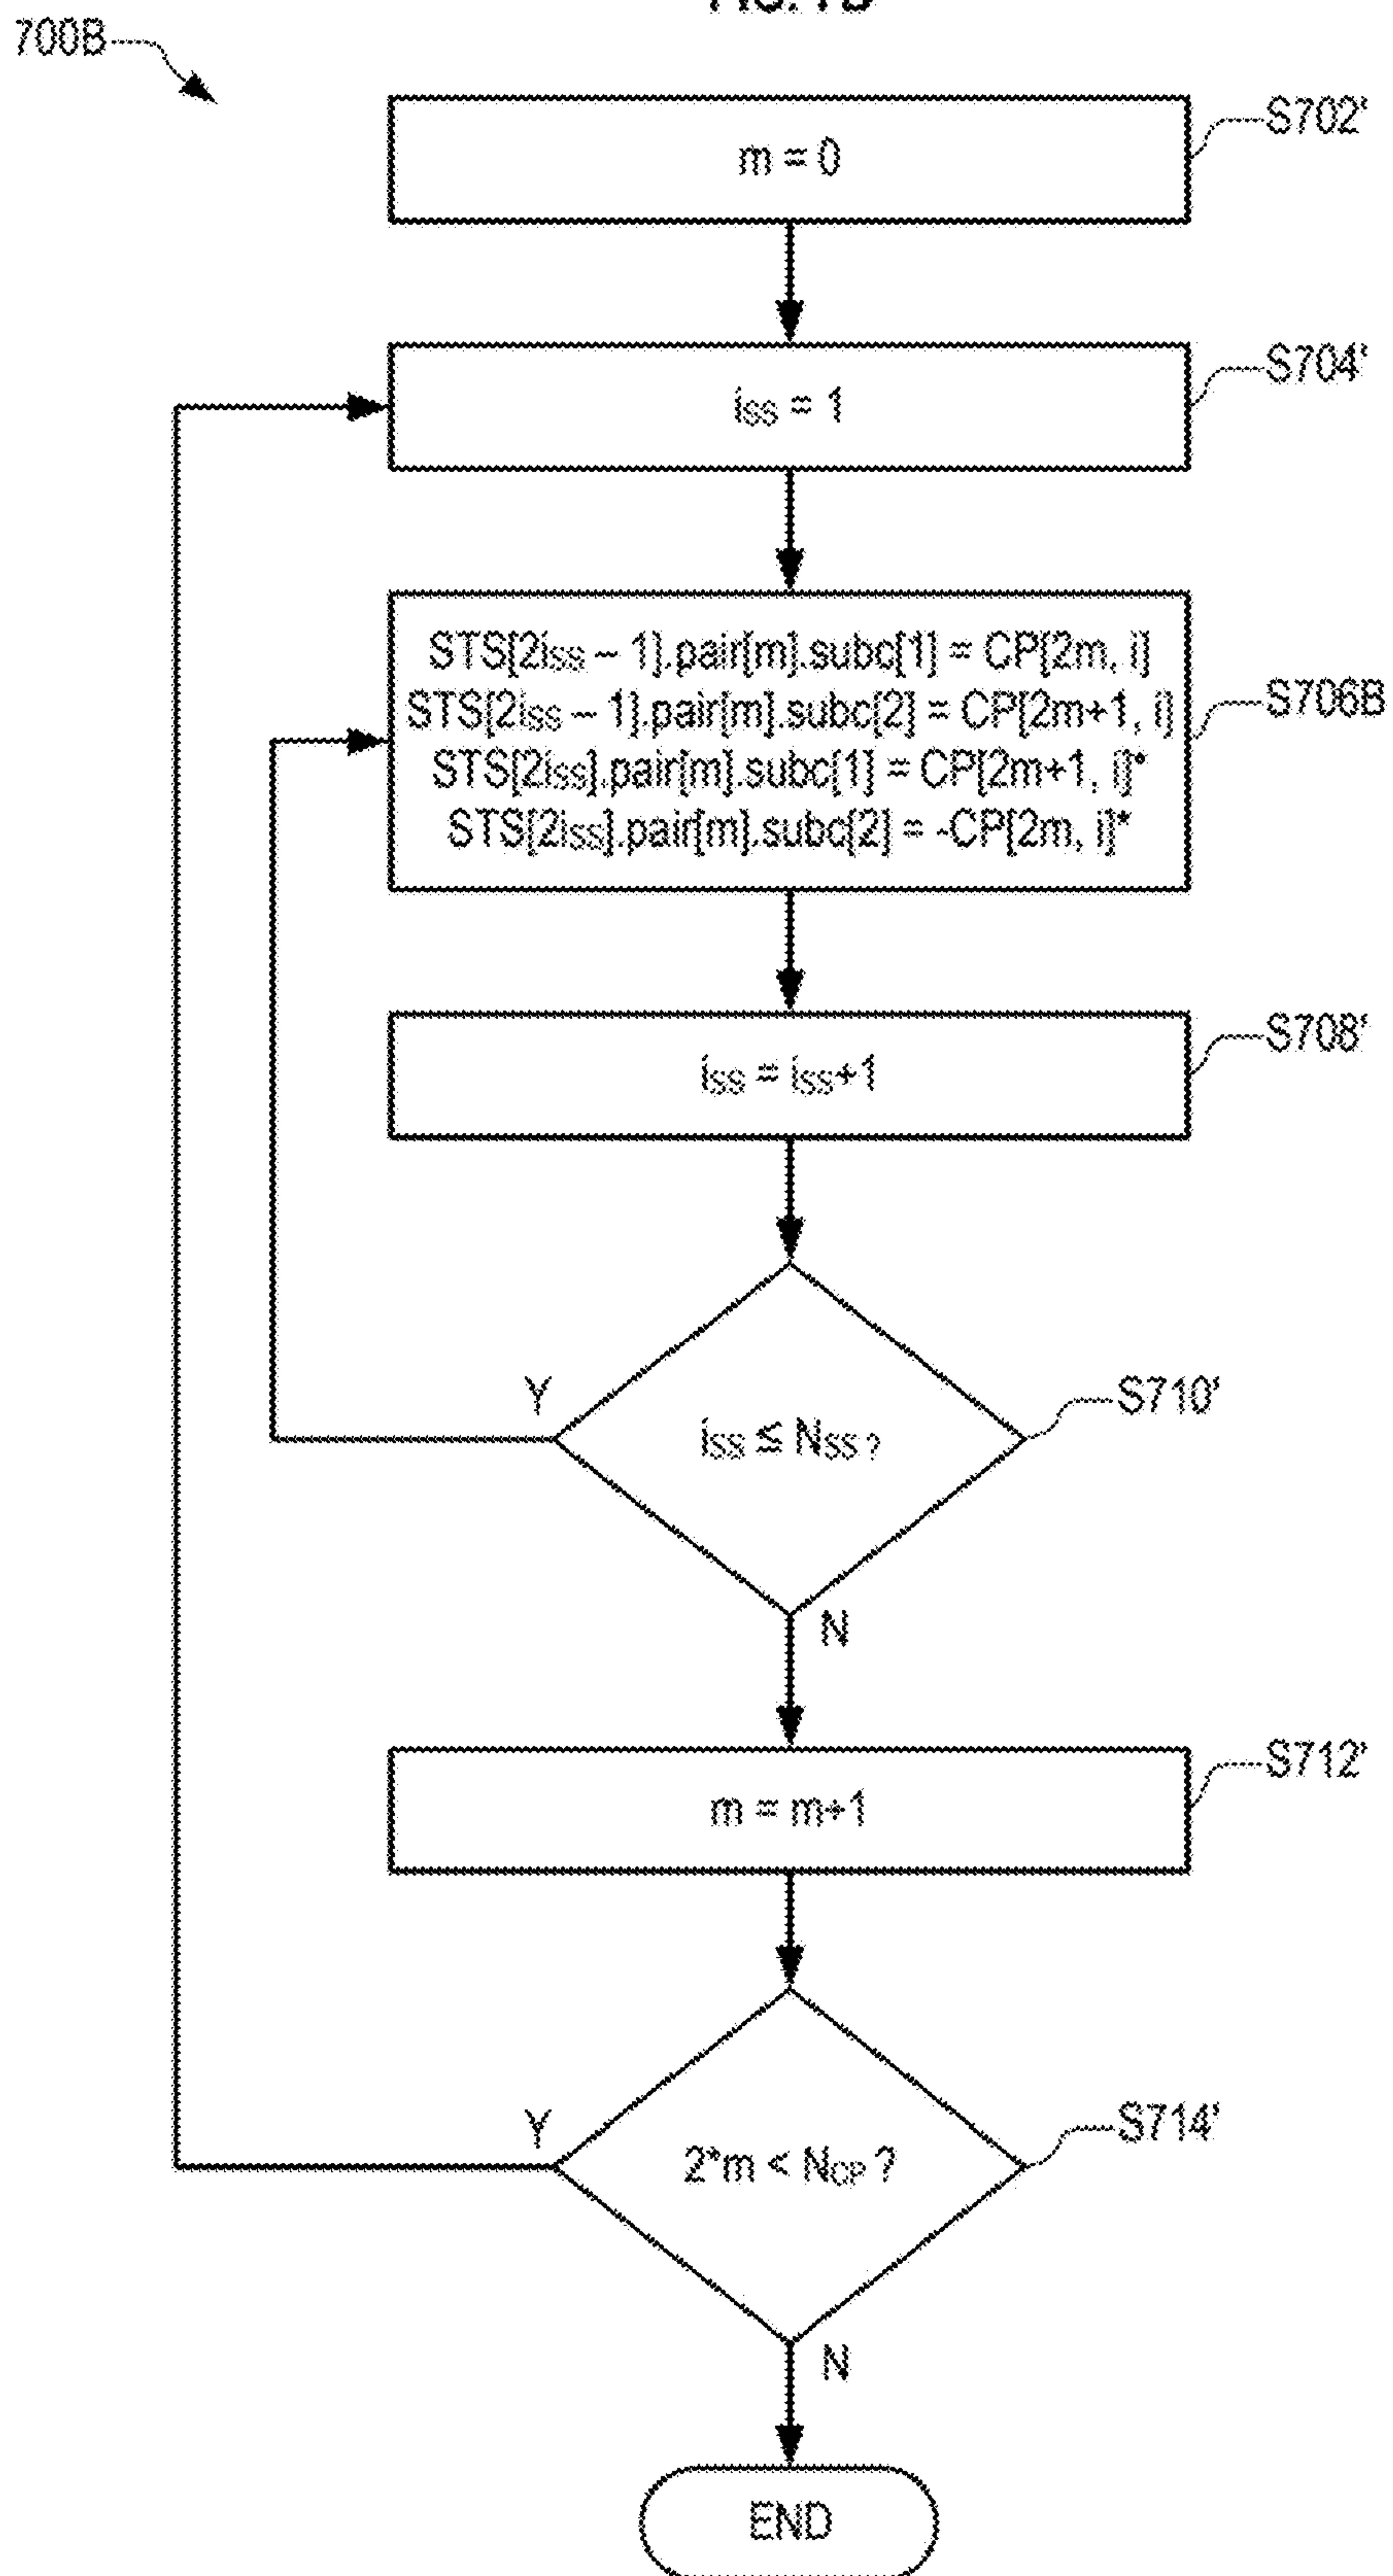 700B
m = 0
S702'
iSS = 1
S704'
STS[2iSS – 1].pair[m].subc[1] = CP[2m, i]
STS[2iSS – 1].pair[m].subc[2] = CP[2m+1, i]
STS[2iSS].pair[m].subc[1] = CP[2m+1, i]*
STS[2iSS].pair[m].subc[2] = -CP[2m, i]*
S706B
iSS = iSS+1
S708'
Y
iSS ≤ NSS ?
S710'
N
m = m+1
S712'
Y
2*m < NCP ?
S714'
N
END